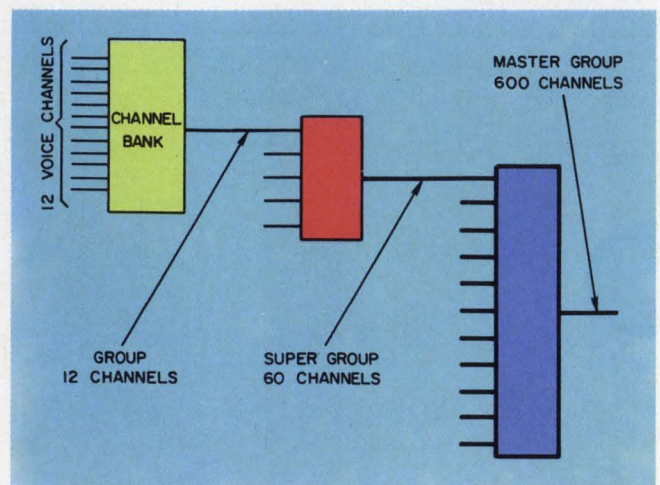 12 VOICE CHANNELS
CHANNEL
BANK
GROUP
12 CHANNELS
SUPER GROUP
60 CHANNELS
MASTER GROUP
600 CHANNELS